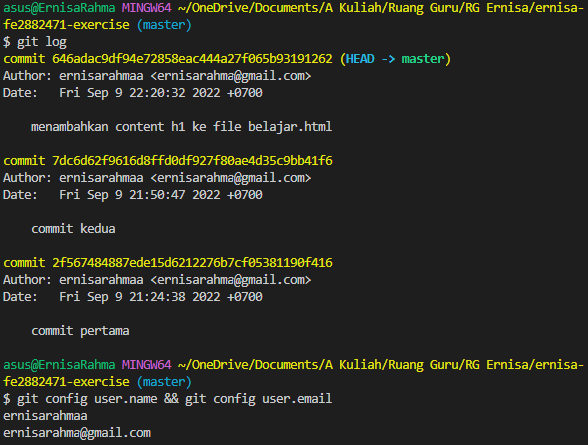 asus@ErnisaRahma MINGW64 ~/OneDrive/Documents/A Kuliah/Ruang Guru/RG Ernisa/ernisa-
fe2882471-exercise (master)
$ git log
commit 646adac9df94e72858eac444a27f065b93191262 (HEAD -> master)
Author: ernisarahmaa <ernisarahma@gmail.com>
Date:   Fri Sep 9 22:20:32 2022 +0700
    menambahkan content h1 ke file belajar.html
commit 7dc6d62f9616d8ffd0df927f80ae4d35c9bb41f6
Author: ernisarahmaa <ernisarahma@gmail.com>
Date:   Fri Sep 9 21:50:47 2022 +0700
    commit kedua
commit 2f567484887ede15d6212276b7cf05381190f416
Author: ernisarahmaa <ernisarahma@gmail.com>
Date:   Fri Sep 9 21:24:38 2022 +0700
    commit pertama
asus@ErnisaRahma MINGW64 ~/OneDrive/Documents/A Kuliah/Ruang Guru/RG Ernisa/ernisa-
fe2882471-exercise (master)
$ git config user.name && git config user.email
ernisarahmaa
ernisarahma@gmail.com